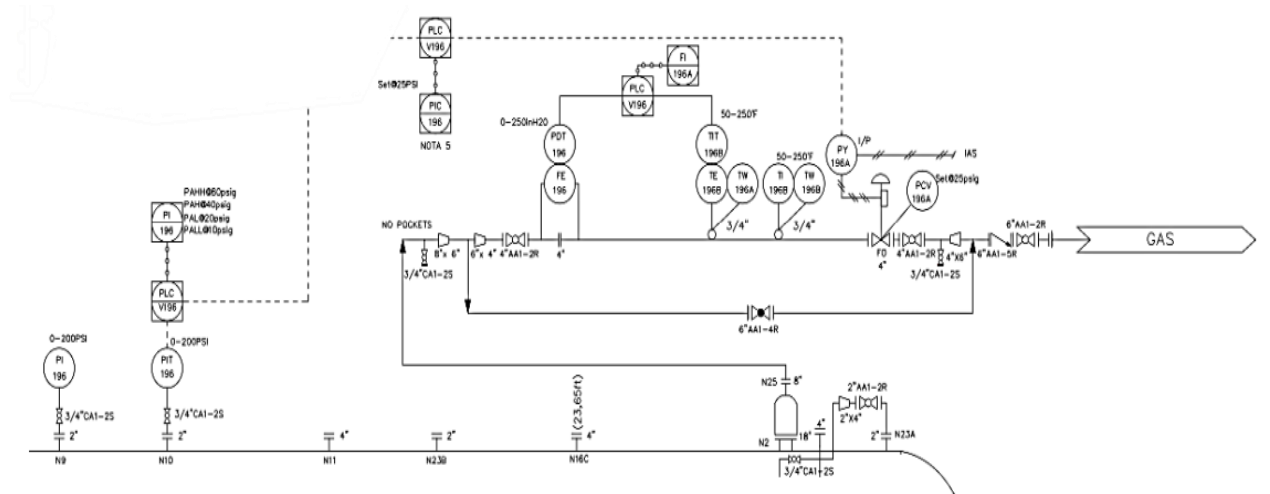 PLC
V196
Set@25PSI
PIC
196
NOTA 5
FI
196A
PLC
V196
0-250InH2O
PDT
196
FE
196
50-250°F
TIT
196B
TE
196B
TW
196A
3/4"
50-250°F
TI
196B
TW
196B
3/4"
I/P
PY
196A
IAS
PCV
196A
Set@25psig
PAHH@60psig
PAH@40psig
PAL@20psig
PALL@10psig
PI
196
PLC
V196
NO POCKETS
8"x 6"
6"x 4"
4"AA1-2R
3/4"CA1-2S
4"
FO
4"
4"AA1-2R
4"X6"
3/4"CA1-2S
6"AA1-5R
6"AA1-2R
GAS
6"AA1-4R
0-200PSI
PI
196
3/4"CA1-2S
2"
N9
0-200PSI
PIT
196
3/4"CA1-2S
2"
N10
4"
N11
2"
N23B
(23,65ft)
4"
N16C
N25
8"
N2
18"
4"
3/4"CA1-2S
2"AA1-2R
2"X4"
2"
N23A